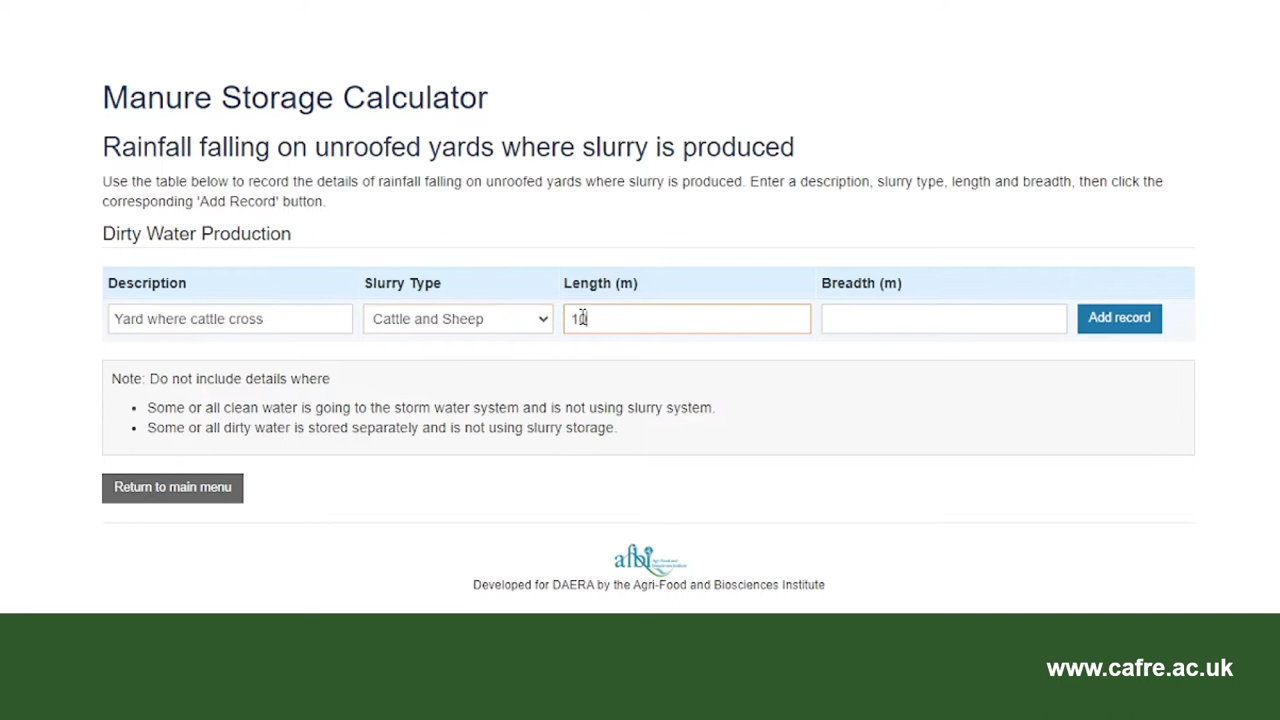 Manure Storage Calculator
Rainfall falling on unroofed yards where slurry is produced
Use the table below to record the details of rainfall falling on unroofed yards where slurry is produced. Enter a description, slurry type, length and breadth, then click the
corresponding 'Add Record' button.
Dirty Water Production
Description Slurry Type Length (m) Breadth (m)
Yard where cattle cross Cattle and Sheep 10 Add record
Note: Do not include details where
• Some or all clean water is going to the storm water system and is not using slurry system.
• Some or all dirty water is stored separately and is not using slurry storage.
Return to main menu
afbi
Developed for DAERA by the Agri-Food and Biosciences Institute
www.cafre.ac.uk